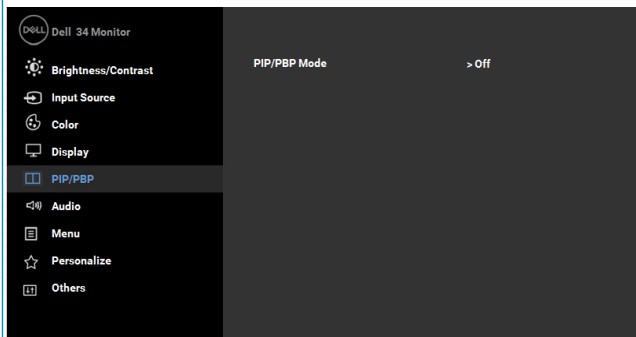 DELL Dell 34 Monitor
Brightness/Contrast
PIP/PBP Mode > Off
Input Source
Color
Display
PIP/PBP
Audio
Menu
Personalize
Others